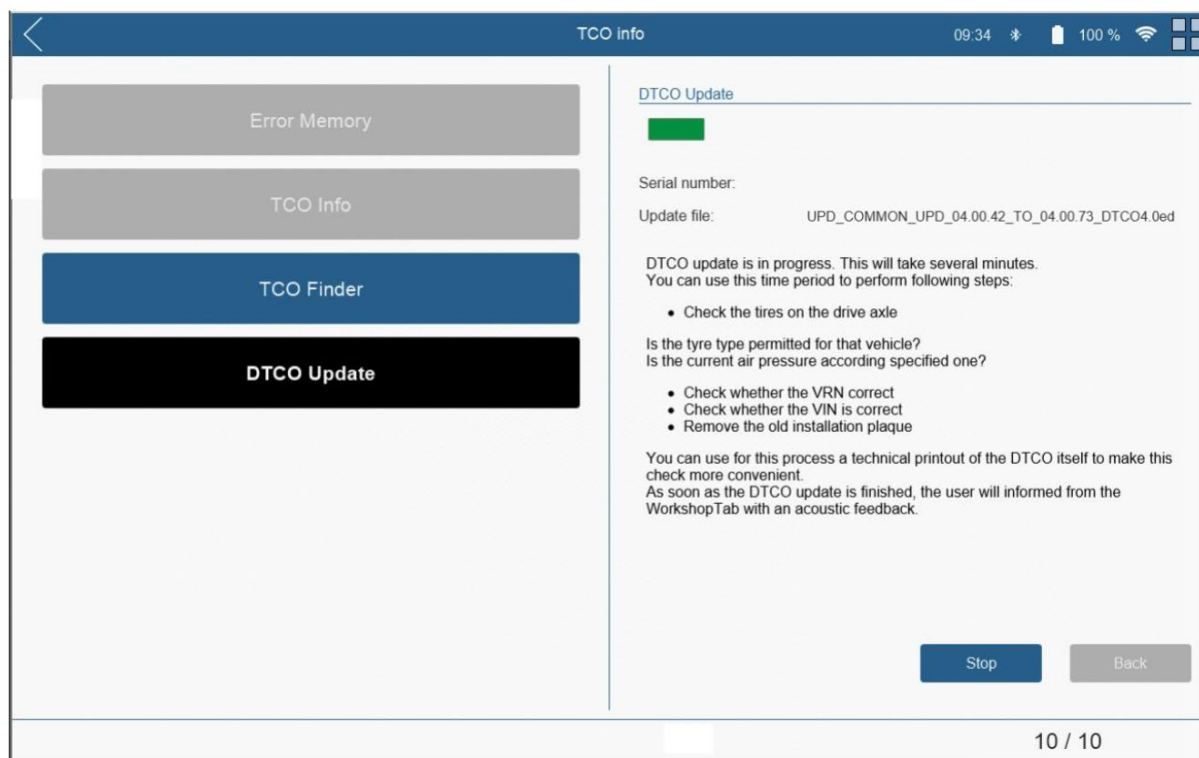 TCO info
09:34
100 %
Error Memory
TCO Info
TCO Finder
DTCO Update
DTCO Update
Serial number:
Update file: UPD_COMMON_UPD_04.00.42_TO_04.00.73_DTCO4.0ed
DTCO update is in progress. This will take several minutes.
You can use this time period to perform following steps:
• Check the tires on the drive axle
Is the tyre type permitted for that vehicle?
Is the current air pressure according specified one?
• Check whether the VRN correct
• Check whether the VIN is correct
• Remove the old installation plaque
You can use for this process a technical printout of the DTCO itself to make this
check more convenient.
As soon as the DTCO update is finished, the user will informed from the
WorkshopTab with an acoustic feedback.
Stop
Back
10 / 10